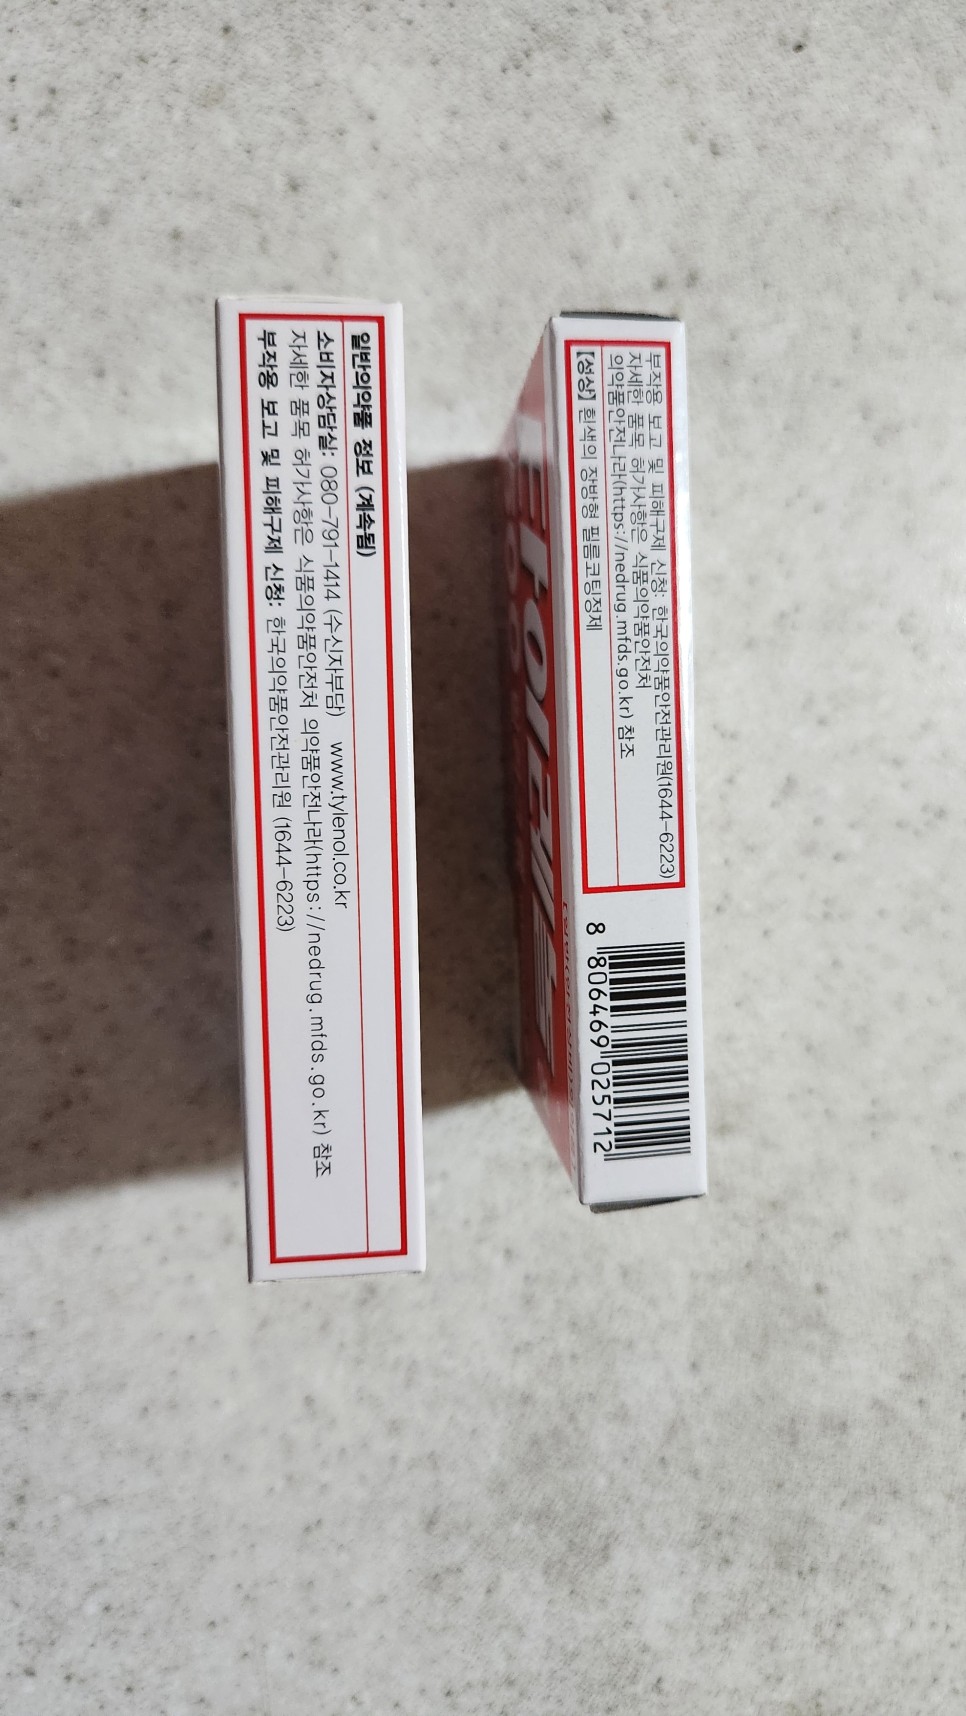 일반의약품 정보 (계속됨)
소비자상담실: 080-791-1414 (수신자부담) www.tylenol.co.kr
자세한 품목 허가사항은 식품의약품안전처 의약품안전나라(https://nedrug.mfds.go.kr) 참조
부작용 보고 및 피해구제 신청: 한국의약품안전관리원 (1644-6223)
부작용 보고 및 피해구제 신청: 한국의약품안전관리원(1644-6223)
자세한 품목 허가사항은 식품의약품안전처
의약품안전나라(https://nedrug.mfds.go.kr) 참조
[성상] 흰색의 장방형 필름코팅정제
8 806469 025712